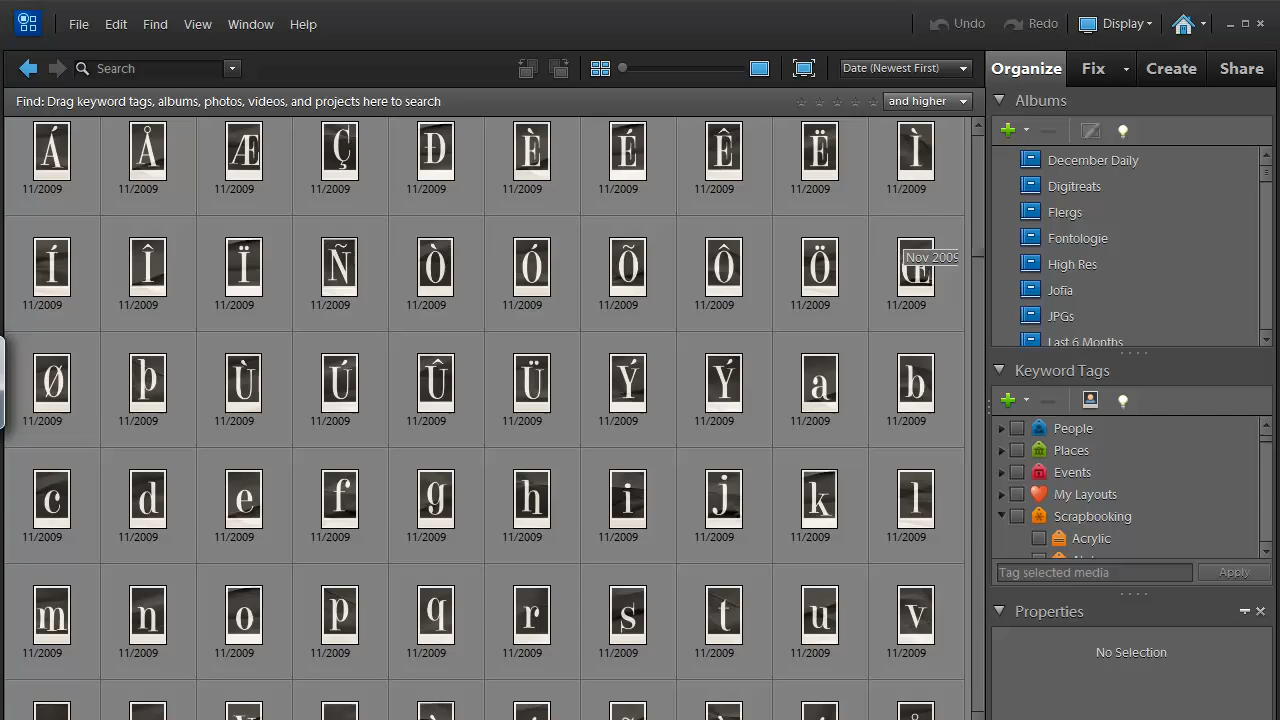 File Edit Find View Window Help Undo Redo Display
Search Date (Newest First) Organize Fix Create Share
Find: Drag keyword tags, albums, photos, videos, and projects here to search and higher
Á Å Æ Ç Ð È É Ê Ë Ì
11/2009 11/2009 11/2009 11/2009 11/2009 11/2009 11/2009 11/2009 11/2009 11/2009
Í Î Ï Ñ Ò Ó Õ Ô Ö Œ
Nov 2009
11/2009 11/2009 11/2009 11/2009 11/2009 11/2009 11/2009 11/2009 11/2009 11/2009
Ø þ Ù Ú Û Ü Ý Ý a b
11/2009 11/2009 11/2009 11/2009 11/2009 11/2009 11/2009 11/2009 11/2009 11/2009
c d e f g h i j k l
11/2009 11/2009 11/2009 11/2009 11/2009 11/2009 11/2009 11/2009 11/2009 11/2009
m n o p q r s t u v
11/2009 11/2009 11/2009 11/2009 11/2009 11/2009 11/2009 11/2009 11/2009 11/2009
Albums
December Daily
Digitreats
Flergs
Fontologie
High Res
Jofia
JPGs
Last 6 Months
Keyword Tags
People
Places
Events
My Layouts
Scrapbooking
Acrylic
Tag selected media Apply
Properties
No Selection